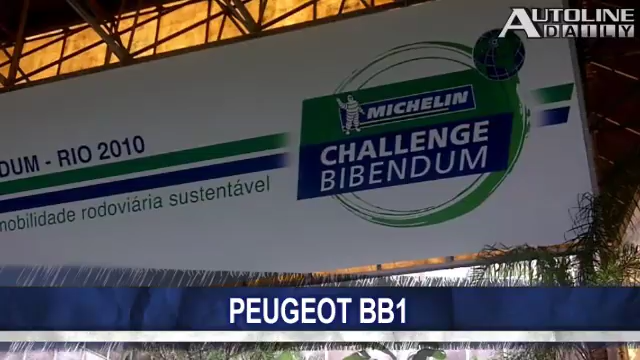 AUTOLINE
DAILY
MICHELIN
CHALLENGE
BIBENDUM
DUM - RIO 2010
mobilidade rodoviária sustentável
PEUGEOT BB1